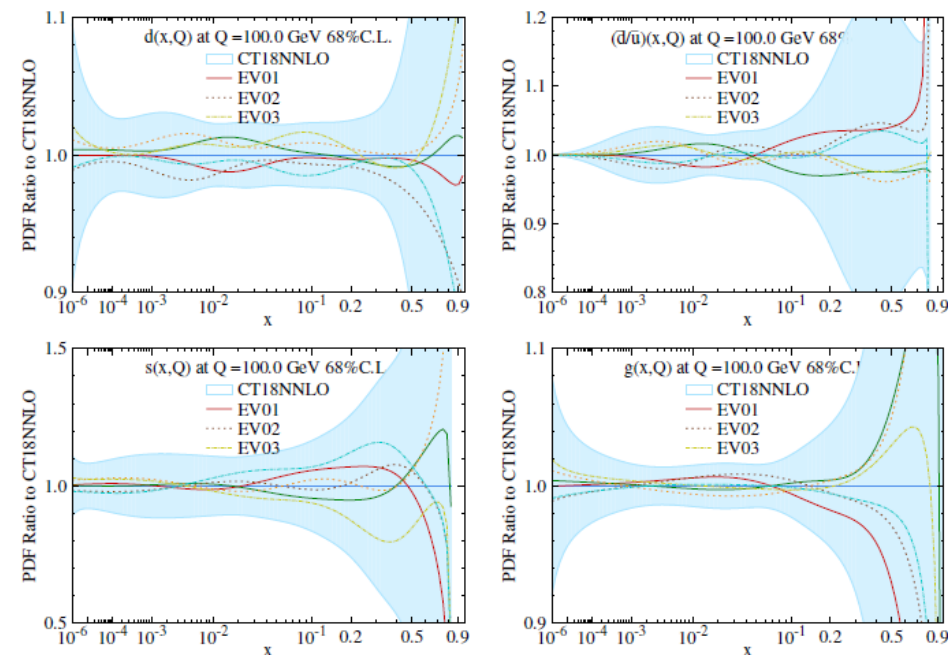 d(x,Q) at Q =100.0 GeV 68%C.L.
CT18NNLO
EV01
EV02
EV03
PDF Ratio to CT18NNLO
1.1
1.0
0.9
10-6 10-4 10-3 10-2 10-1 0.2 0.5 0.9
x
(d̄/ū)(x,Q) at Q =100.0 GeV 68%
CT18NNLO
EV01
EV02
EV03
PDF Ratio to CT18NNLO
1.2
1.1
1.0
0.9
0.8
10-6 10-4 10-3 10-2 10-1 0.2 0.5 0.9
x
s(x,Q) at Q =100.0 GeV 68%C.L
CT18NNLO
EV01
EV02
EV03
PDF Ratio to CT18NNLO
1.5
1.0
0.5
10-6 10-4 10-3 10-2 10-1 0.2 0.5 0.9
x
g(x,Q) at Q =100.0 GeV 68%C.I
CT18NNLO
EV01
EV02
EV03
PDF Ratio to CT18NNLO
1.1
1.0
0.9
10-6 10-4 10-3 10-2 10-1 0.2 0.5 0.9
x